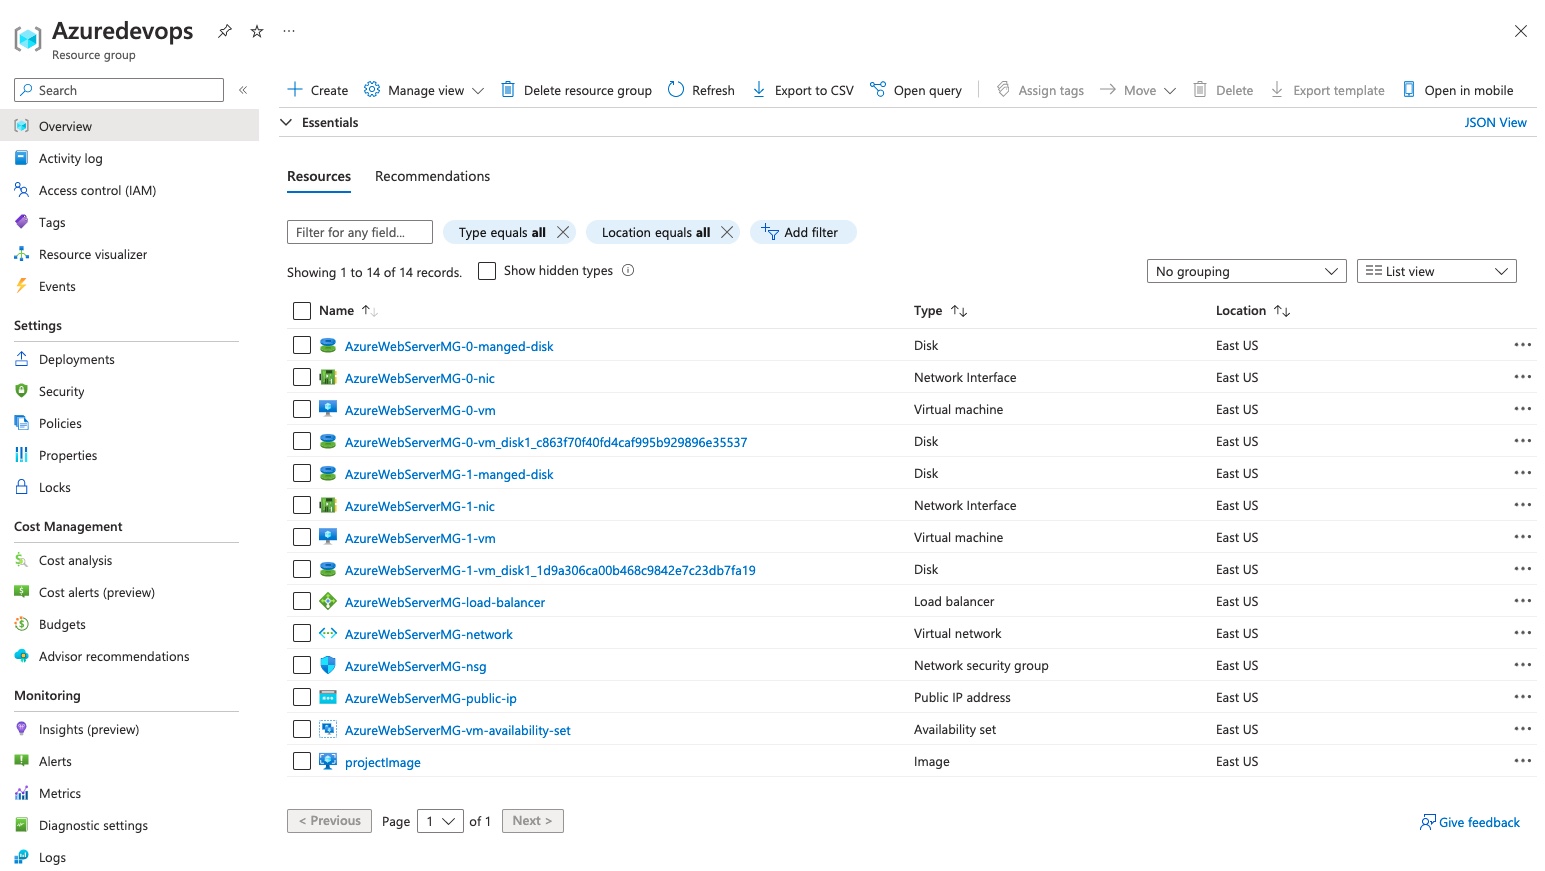 Azuredevops
Resource group
Search
Overview
Activity log
Access control (IAM)
Tags
Resource visualizer
Events
Settings
Deployments
Security
Policies
Properties
Locks
Cost Management
Cost analysis
Cost alerts (preview)
Budgets
Advisor recommendations
Monitoring
Insights (preview)
Alerts
Metrics
Diagnostic settings
Logs
Create Manage view Delete resource group Refresh Export to CSV Open query Assign tags Move Delete Export template Open in mobile
Essentials JSON View
Resources Recommendations
Filter for any field... Type equals all Location equals all Add filter
Showing 1 to 14 of 14 records. Show hidden types No grouping List view
Name Type Location
AzureWebServerMG-0-manged-disk Disk East US
AzureWebServerMG-0-nic Network Interface East US
AzureWebServerMG-0-vm Virtual machine East US
AzureWebServerMG-0-vm_disk1_c863f70f40fd4caf995b929896e35537 Disk East US
AzureWebServerMG-1-manged-disk Disk East US
AzureWebServerMG-1-nic Network Interface East US
AzureWebServerMG-1-vm Virtual machine East US
AzureWebServerMG-1-vm_disk1_1d9a306ca00b468c9842e7c23db7fa19 Disk East US
AzureWebServerMG-load-balancer Load balancer East US
AzureWebServerMG-network Virtual network East US
AzureWebServerMG-nsg Network security group East US
AzureWebServerMG-public-ip Public IP address East US
AzureWebServerMG-vm-availability-set Availability set East US
projectImage Image East US
< Previous Page 1 of 1 Next > Give feedback